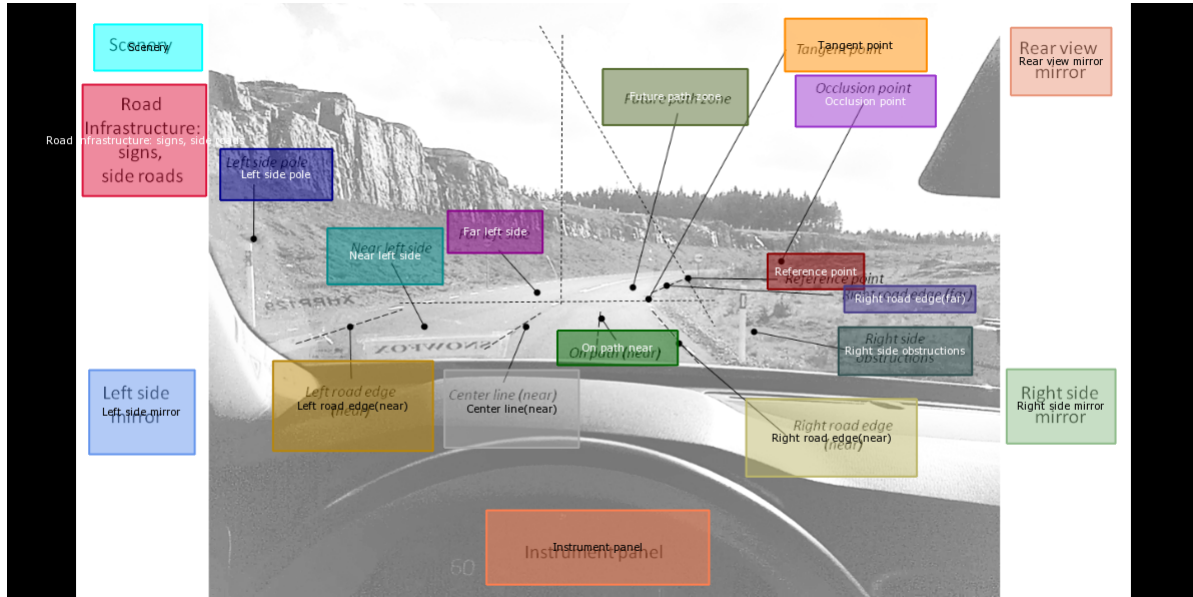 Scenery
Scenery
Road
Infrastructure:
signs,
side roads
Road Infrastructure: signs, side
Left side pole
Left side pole
Near left side
Near left side
Far left side
Future path zone
Future path zone
Tangent point
Tangent point
Occlusion point
Occlusion point
Rear view
mirror
Rear view mirror
Reference point
Reference point
Right road edge (far)
Right road edge(far)
Right side
obstructions
Right side obstructions
On path near
On path (near)
Left side
mirror
Left side mirror
Left road edge
(near)
Left road edge(near)
Center line (near)
Center line(near)
Right road edge
(near)
Right road edge(near)
Right side
mirror
Right side mirror
Instrument panel
Instrument panel
60